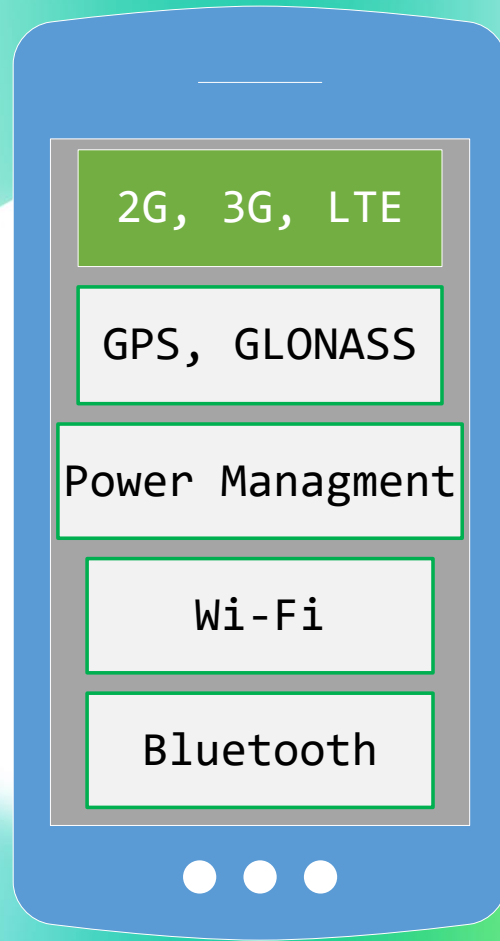 2G, 3G, LTE
GPS, GLONASS
Power Managment
Wi-Fi
Bluetooth